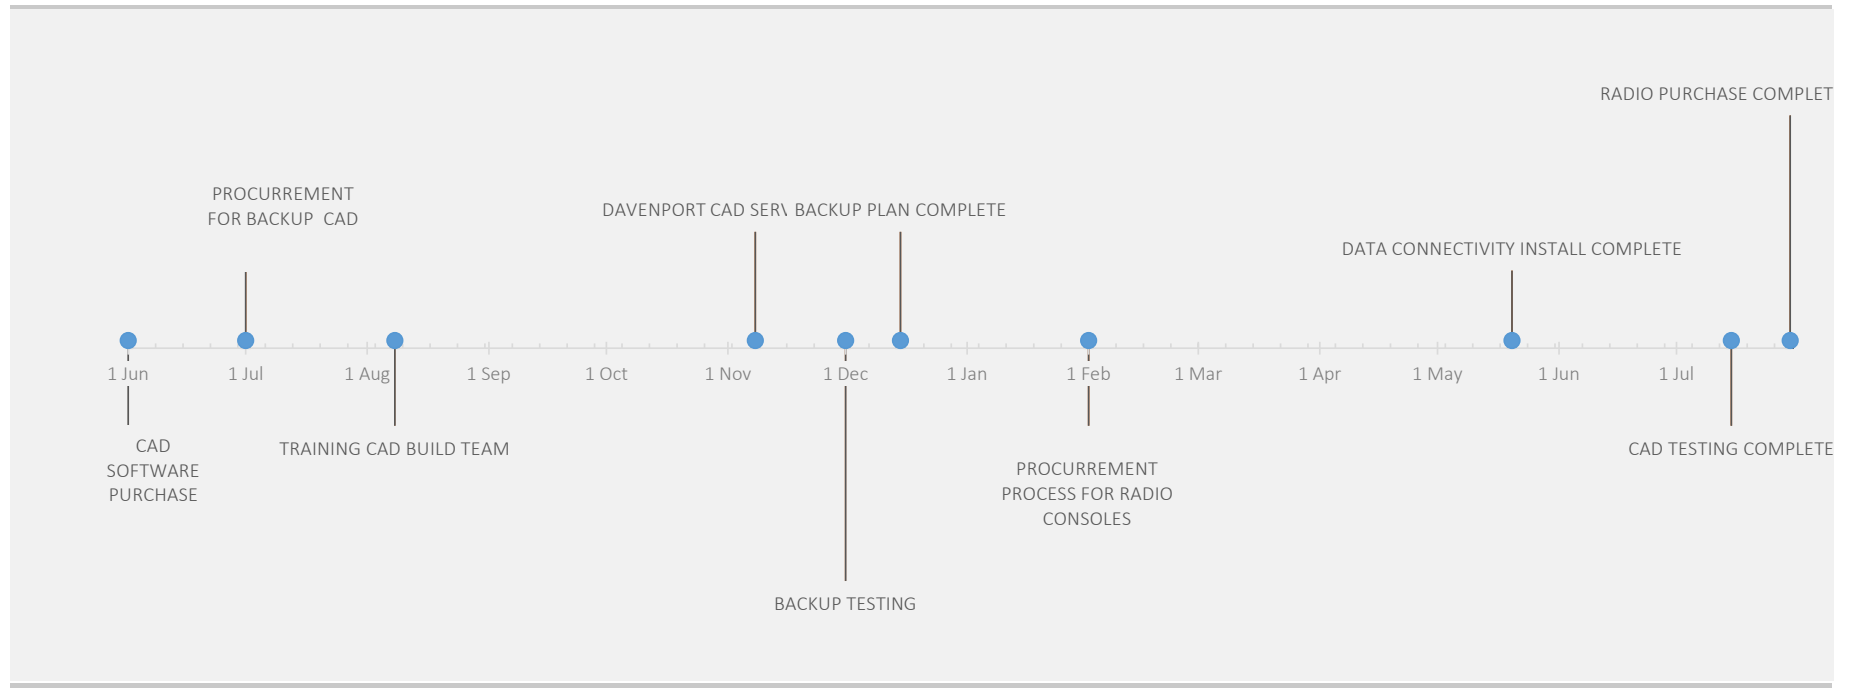 RADIO PURCHASE COMPLET
PROCURREMENT
FOR BACKUP CAD
DAVENPORT CAD SER
BACKUP PLAN COMPLETE
DATA CONNECTIVITY INSTALL COMPLETE
1 Jun
1 Jul
1 Aug
1 Sep
1 Oct
1 Nov
1 Dec
1 Jan
1 Feb
1 Mar
1 Apr
1 May
1 Jun
1 Jul
CAD
SOFTWARE
PURCHASE
TRAINING CAD BUILD TEAM
PROCURREMENT
PROCESS FOR RADIO
CONSOLES
CAD TESTING COMPLETE
BACKUP TESTING